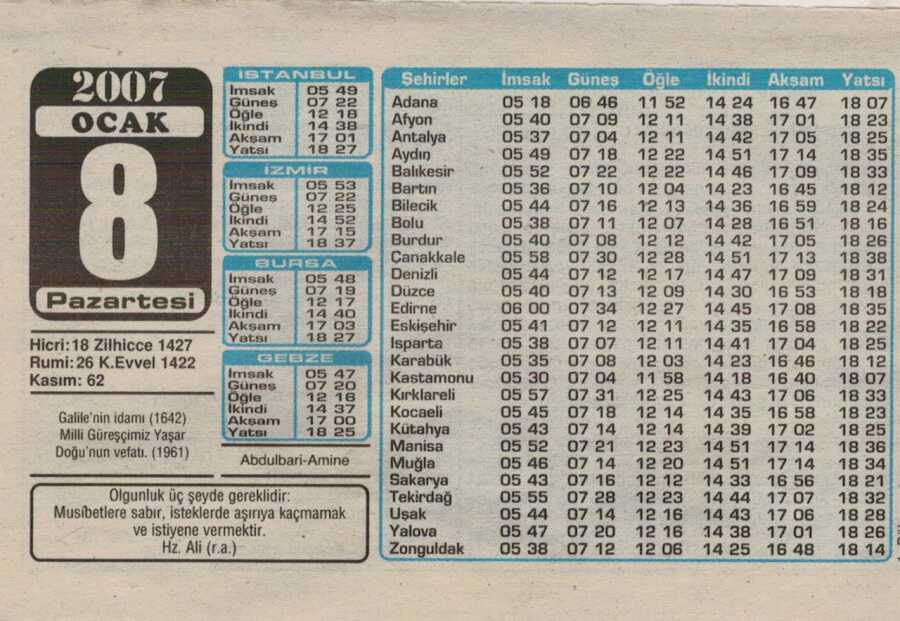 2007
OCAK
8
Pazartesi
Hicri: 18 Zilhicce 1427
Rumi: 26 K.Evvel 1422
Kasım: 62
Galile'nin idamı (1642)
Milli Güreşçimiz Yaşar
Doğu'nun vefatı. (1961)
İSTANBUL
İmsak 05 49
Güneş 07 22
Öğle 12 18
İkindi 14 38
Akşam 17 01
Yatsı 18 27
İZMİR
İmsak 05 53
Güneş 07 22
Öğle 12 25
İkindi 14 52
Akşam 17 15
Yatsı 18 37
BURSA
İmsak 05 48
Güneş 07 19
Öğle 12 17
İkindi 14 40
Akşam 17 03
Yatsı 18 27
GEBZE
İmsak 05 47
Güneş 07 20
Öğle 12 16
İkindi 14 37
Akşam 17 00
Yatsı 18 25
Abdulbari-Amine
Olgunluk üç şeyde gereklidir:
Musibetlere sabır, isteklerde aşırıya kaçmamak
ve istiyene vermektir.
Hz. Ali (r.a.)
Şehirler İmsak Güneş Öğle İkindi Akşam Yatsı
Adana 05 18 06 46 11 52 14 24 16 47 18 07
Afyon 05 40 07 09 12 11 14 38 17 01 18 23
Antalya 05 37 07 04 12 11 14 42 17 05 18 25
Aydın 05 49 07 18 12 22 14 51 17 14 18 35
Balıkesir 05 52 07 22 12 22 14 46 17 09 18 33
Bartın 05 36 07 10 12 04 14 23 16 45 18 12
Bilecik 05 44 07 16 12 13 14 36 16 59 18 24
Bolu 05 38 07 11 12 07 14 28 16 51 18 16
Burdur 05 40 07 08 12 12 14 42 17 05 18 26
Çanakkale 05 58 07 30 12 28 14 51 17 13 18 38
Denizli 05 44 07 12 12 17 14 47 17 09 18 31
Düzce 05 40 07 13 12 09 14 30 16 53 18 18
Edirne 06 00 07 34 12 27 14 45 17 08 18 35
Eskişehir 05 41 07 12 12 11 14 35 16 58 18 22
Isparta 05 38 07 07 12 11 14 41 17 04 18 25
Karabük 05 35 07 08 12 03 14 23 16 46 18 12
Kastamonu 05 30 07 04 11 58 14 18 16 40 18 07
Kırklareli 05 57 07 31 12 25 14 43 17 06 18 33
Kocaeli 05 45 07 18 12 14 14 35 16 58 18 23
Kütahya 05 43 07 14 12 14 14 39 17 02 18 25
Manisa 05 52 07 21 12 23 14 51 17 14 18 36
Muğla 05 46 07 14 12 20 14 51 17 14 18 34
Sakarya 05 43 07 16 12 12 14 33 16 56 18 21
Tekirdağ 05 55 07 28 12 23 14 44 17 07 18 32
Uşak 05 44 07 14 12 16 14 43 17 06 18 28
Yalova 05 47 07 20 12 16 14 38 17 01 18 26
Zonguldak 05 38 07 12 12 06 14 25 16 48 18 14